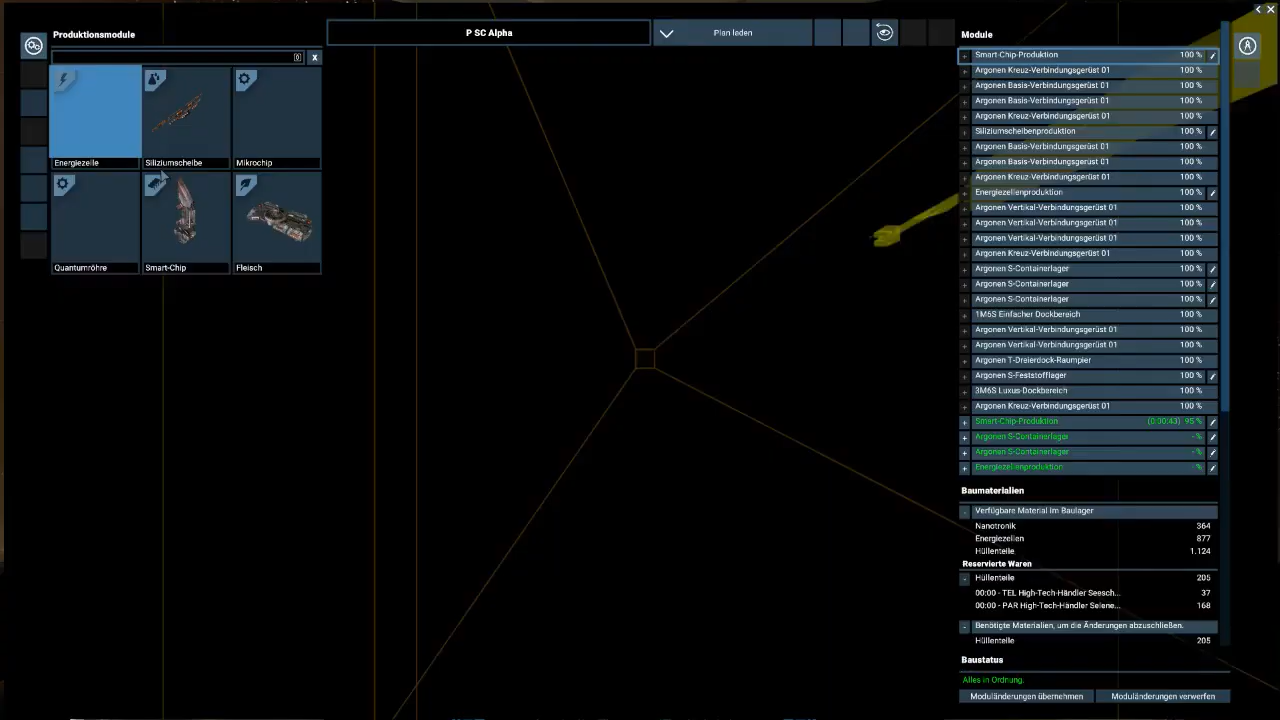 Produktionsmodule
0
x
Energiezelle
Siliziumscheibe
Mikrochip
Quantumröhre
Smart-Chip
Fleisch
P SC Alpha
Plan leden
Module
Smart-Chip-Produktion 100 %
Argonen Kreuz-Verbindungsgerüst 01 100 %
Argonen Basis-Verbindungsgerüst 01 100 %
Argonen Basis-Verbindungsgerüst 01 100 %
Argonen Kreuz-Verbindungsgerüst 01 100 %
Siliziumscheibenproduktion 100 %
Argonen Basis-Verbindungsgerüst 01 100 %
Argonen Basis-Verbindungsgerüst 01 100 %
Argonen Kreuz-Verbindungsgerüst 01 100 %
Energiezellenproduktion 100 %
Argonen Vertikal-Verbindungsgerüst 01 100 %
Argonen Vertikal-Verbindungsgerüst 01 100 %
Argonen Vertikal-Verbindungsgerüst 01 100 %
Argonen Kreuz-Verbindungsgerüst 01 100 %
Argonen S-Containerlager 100 %
Argonen S-Containerlager 100 %
Argonen S-Containerlager 100 %
1M6S Einfacher Dockbereich 100 %
Argonen Vertikal-Verbindungsgerüst 01 100 %
Argonen Vertikal-Verbindungsgerüst 01 100 %
Argonen T-Dreierdock-Raumpier 100 %
Argonen S-Feststofflager 100 %
3M6S Luxus-Dockbereich 100 %
Argonen Kreuz-Verbindungsgerüst 01 100 %
Smart-Chip-Produktion (0:00:43) 95 %
Argonen S-Containerlager - %
Argonen S-Containerlager - %
Energiezellenproduktion - %
Baumaterialien
Verfügbare Material im Baulager
Nanotronik 364
Energiezellen 877
Hüllenteile 1.124
Reservierte Waren
Hüllenteile 205
00:00 - TEL High-Tech-Händler Seesch... 37
00:00 - PAR High-Tech-Händler Selene... 168
Benötigte Materialien, um die Änderungen abzuschließen.
Hüllenteile 205
Baustatus
Alles in Ordnung.
Moduländerungen übernehmen
Moduländerungen verwerfen